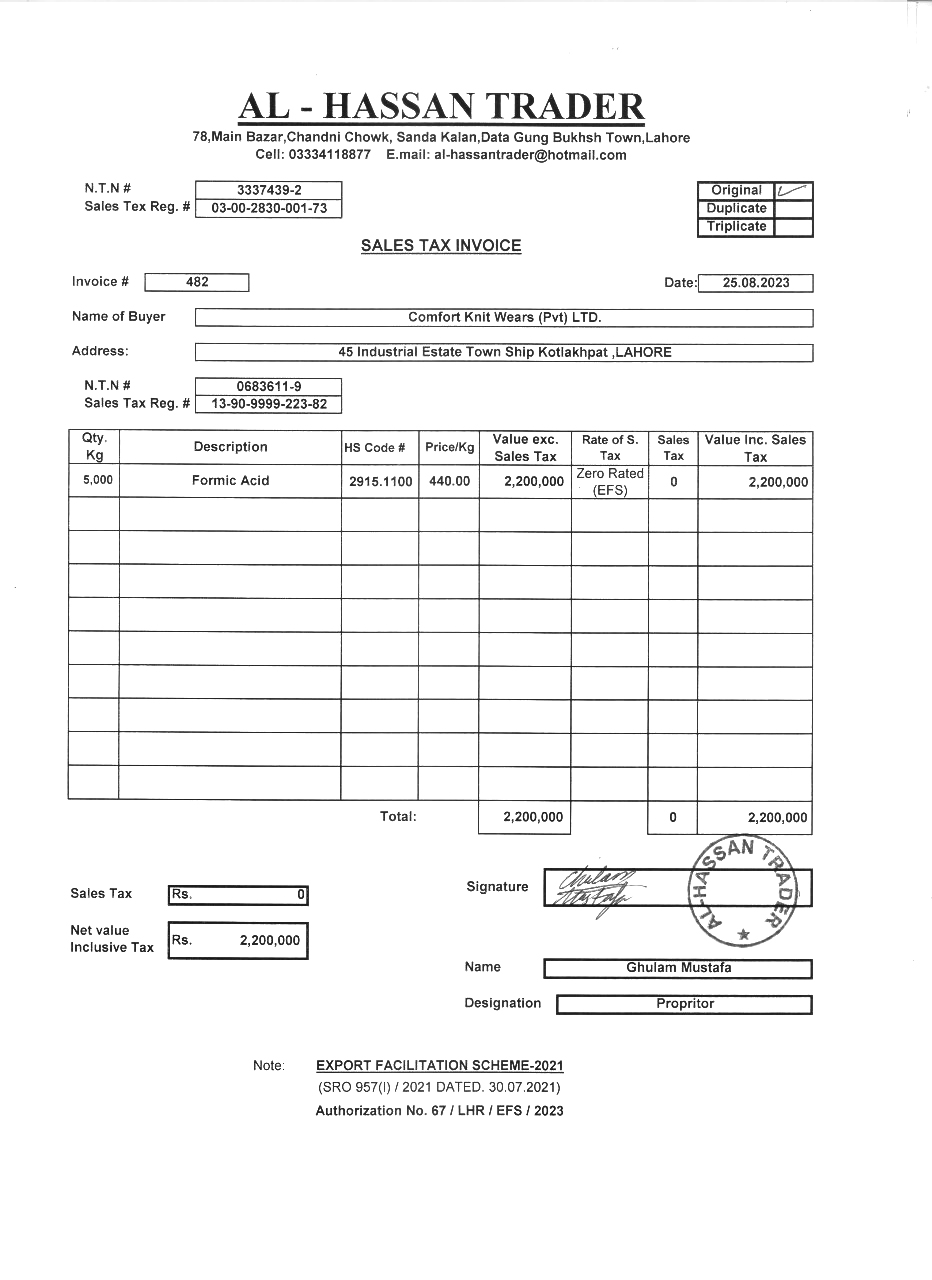 AL - HASSAN TRADER
78,Main Bazar,Chandni Chowk, Sanda Kalan,Data Gung Bukhsh Town,Lahore
Cell: 03334118877 E.mail: al-hassantrader@hotmail.com
N.T.N # 3337439-2
Sales Tex Reg. # 03-00-2830-001-73
Original
Duplicate
Triplicate
SALES TAX INVOICE
Invoice # 482 Date: 25.08.2023
Name of Buyer Comfort Knit Wears (Pvt) LTD.
Address: 45 Industrial Estate Town Ship Kotlakhpat ,LAHORE
N.T.N # 0683611-9
Sales Tax Reg. # 13-90-9999-223-82
Qty. Kg Description HS Code # Price/Kg Value exc. Sales Tax Rate of S. Tax Sales Tax Value Inc. Sales Tax
5,000 Formic Acid 2915.1100 440.00 2,200,000 Zero Rated (EFS) 0 2,200,000
Total: 2,200,000 0 2,200,000
Sales Tax Rs. 0
Net value Inclusive Tax Rs. 2,200,000
Signature Ghulam Mustafa
AL-HASSAN TRADER
Name Ghulam Mustafa
Designation Propritor
Note: EXPORT FACILITATION SCHEME-2021
(SRO 957(I) / 2021 DATED. 30.07.2021)
Authorization No. 67 / LHR / EFS / 2023